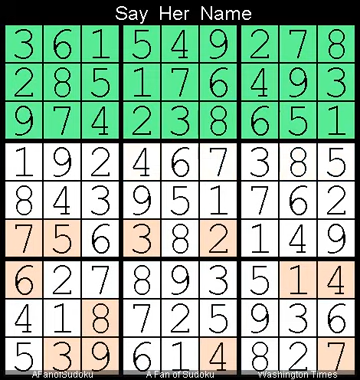 Say Her Name
3 6 1 5 4 9 2 7 8
2 8 5 1 7 6 4 9 3
9 7 4 2 3 8 6 5 1
1 9 2 4 6 7 3 8 5
8 4 3 9 5 1 7 6 2
7 5 6 3 8 2 1 4 9
6 2 7 8 9 3 5 1 4
4 1 8 7 2 5 9 3 6
5 3 9 6 1 4 8 2 7
AFanofSudoku A Fan of Sudoku Washington Times